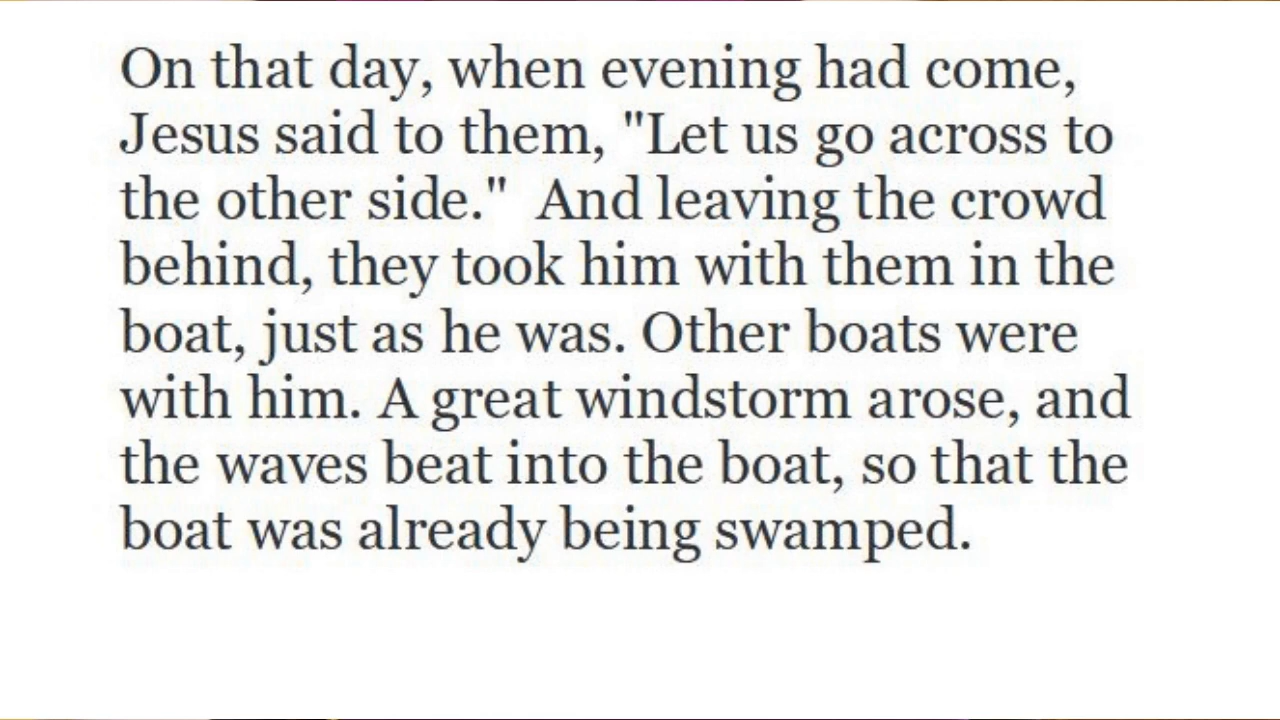 On that day, when evening had come,
Jesus said to them, "Let us go across to
the other side."  And leaving the crowd
behind, they took him with them in the
boat, just as he was. Other boats were
with him. A great windstorm arose, and
the waves beat into the boat, so that the
boat was already being swamped.